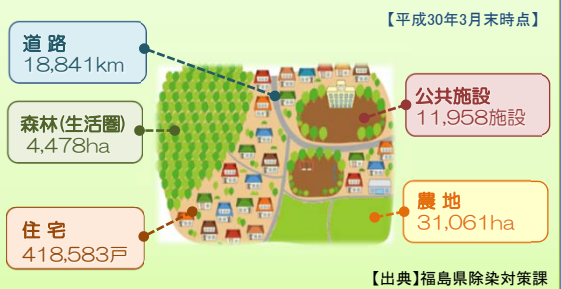 【平成30年3月末時点】
道 路
18,841km
公共施設
11,958施設
森林(生活圏)
4,478ha
農 地
31,061ha
住 宅
418,583戸
【出典】福島県除染対策課